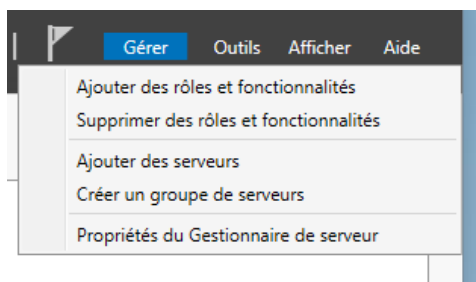 Gérer Outils Afficher Aide
Ajouter des rôles et fonctionnalités
Supprimer des rôles et fonctionnalités
Ajouter des serveurs
Créer un groupe de serveurs
Propriétés du Gestionnaire de serveur